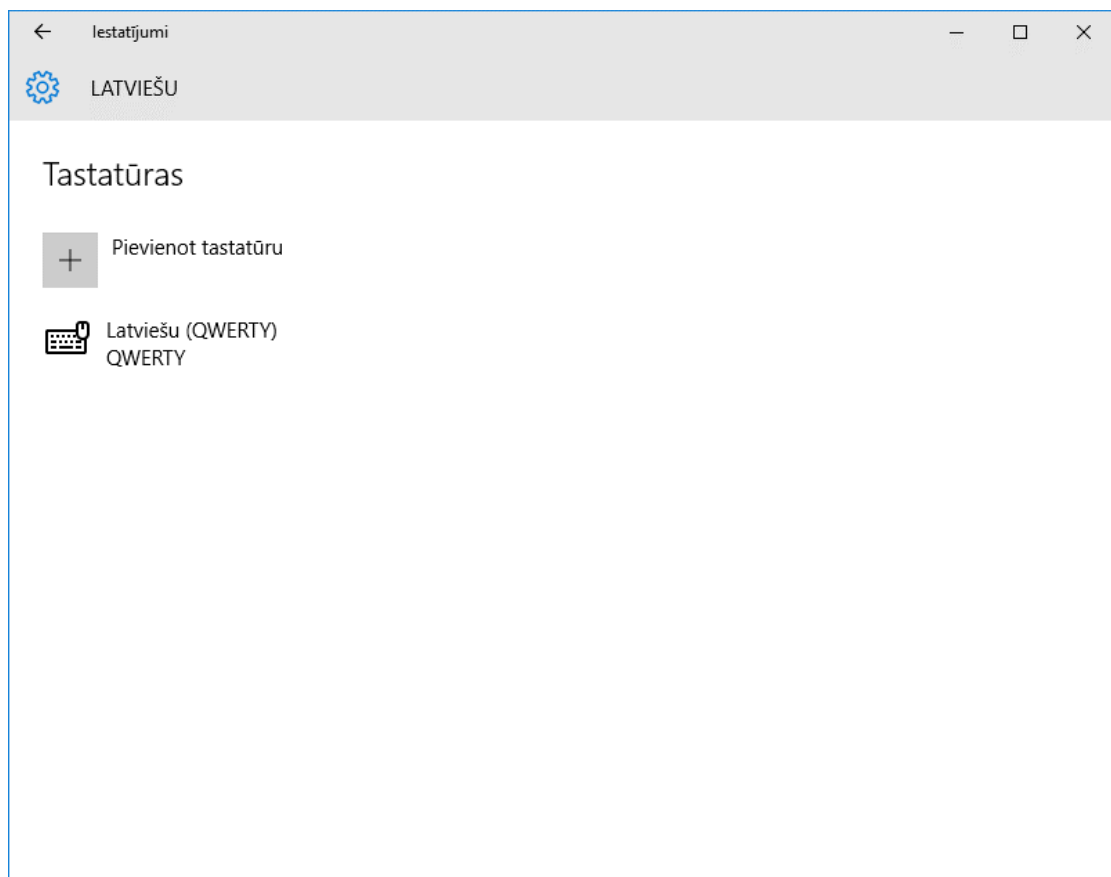 Iestatījumi
LATVIEŠU
Tastatūras
Pievienot tastatūru
Latviešu (QWERTY)
QWERTY